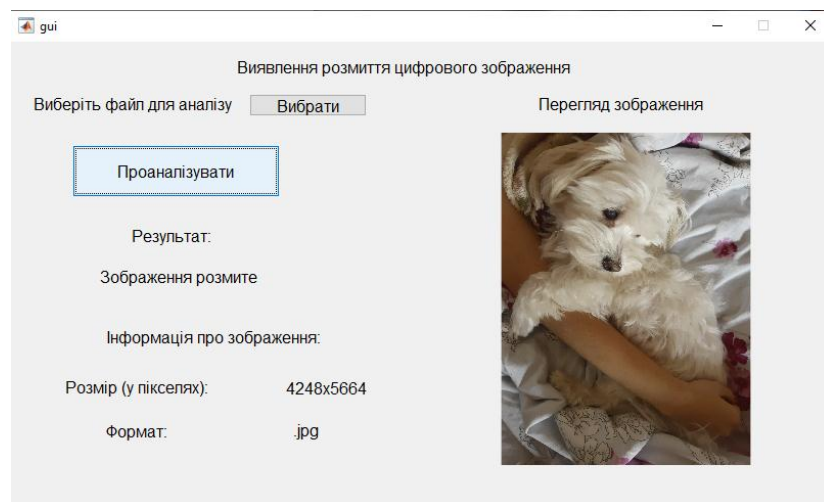 gui
Виявлення розмиття цифрового зображення
Виберіть файл для аналізу Вибрати
Перегляд зображення
Проаналізувати
Результат:
Зображення розмите
Інформація про зображення:
Розмір (у пікселях): 4248x5664
Формат: .jpg